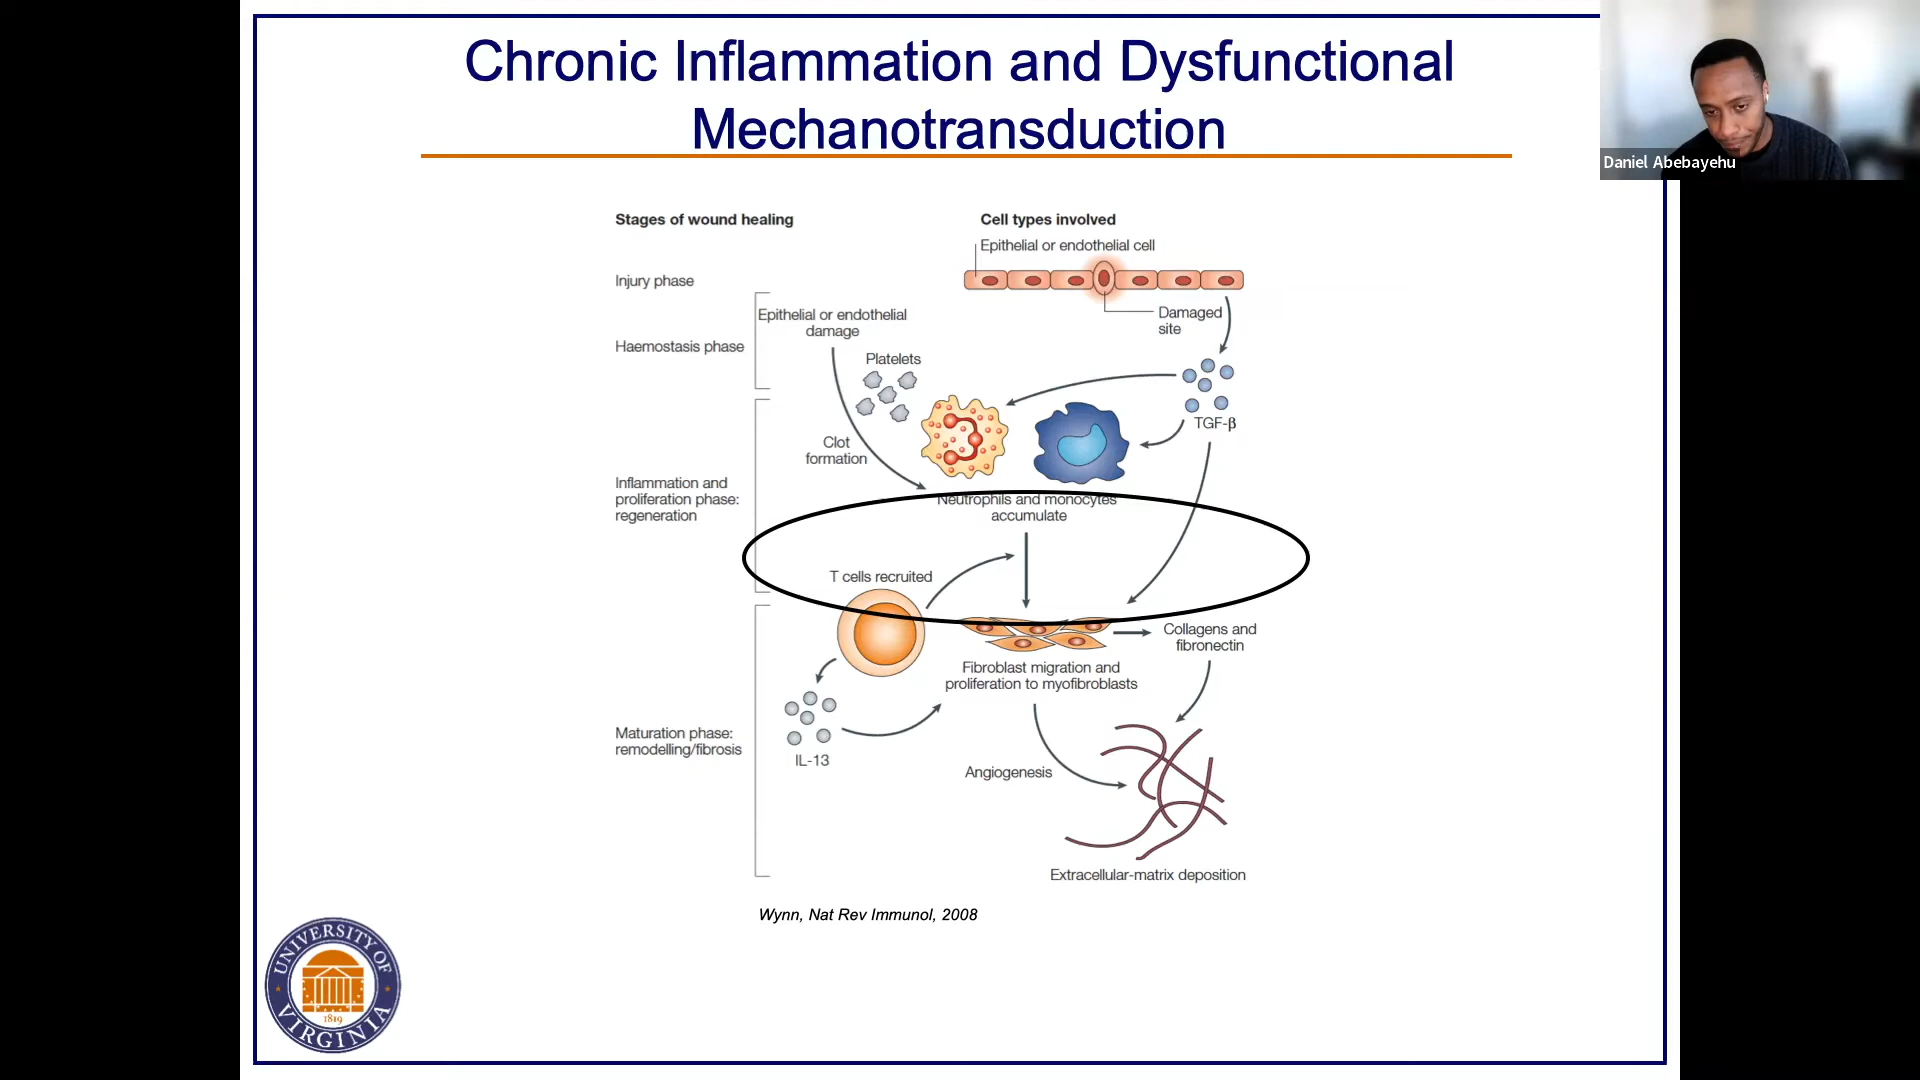 Chronic Inflammation and Dysfunctional
Mechanotransduction
Daniel Abebayehu
Stages of wound healing
Cell types involved
Epithelial or endothelial cell
Injury phase
Damaged
site
Epithelial or endothelial
damage
Haemostasis phase
Platelets
TGF-β
Clot
formation
Inflammation and
proliferation phase:
regeneration
Neutrophils and monocytes
accumulate
T cells recruited
Collagens and
fibronectin
Fibroblast migration and
proliferation to myofibroblasts
Maturation phase:
remodelling/fibrosis
IL-13
Angiogenesis
Extracellular-matrix deposition
Wynn, Nat Rev Immunol, 2008
UNIVERSITY OF
VIRGINIA
1819